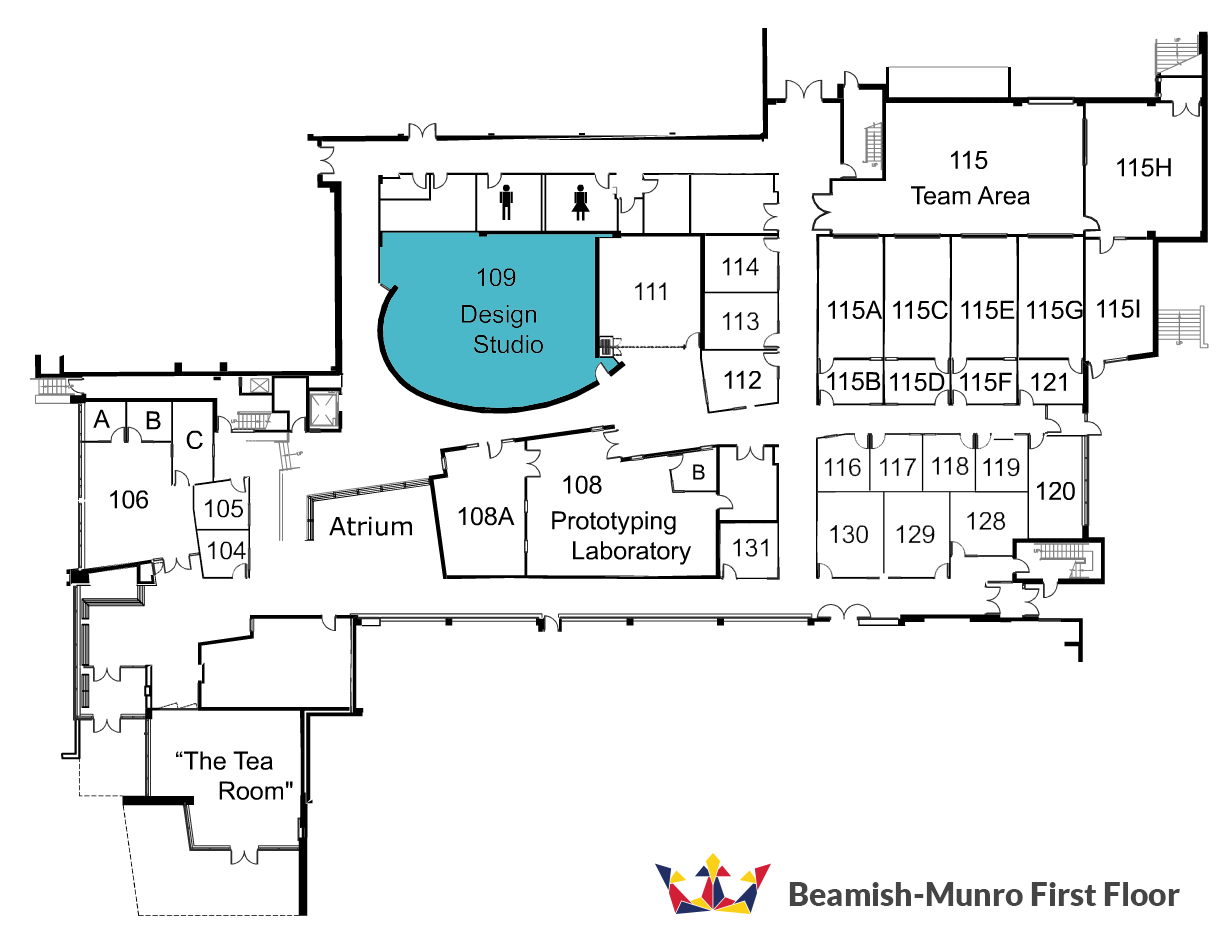 115
Team Area
115H
109
Design
Studio
114
111
113
112
115A
115C
115E
115G
115I
115B
115D
115F
121
A
B
C
106
105
104
Atrium
108A
108
Prototyping
Laboratory
B
131
116
117
118
119
120
130
129
128
“The Tea
Room"
Beamish-Munro First Floor